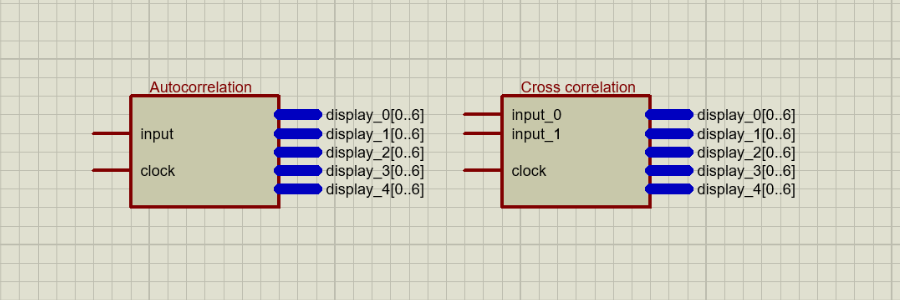 Autocorrelation
input
clock
display_0[0..6]
display_1[0..6]
display_2[0..6]
display_3[0..6]
display_4[0..6]
Cross correlation
input_0
input_1
clock
display_0[0..6]
display_1[0..6]
display_2[0..6]
display_3[0..6]
display_4[0..6]